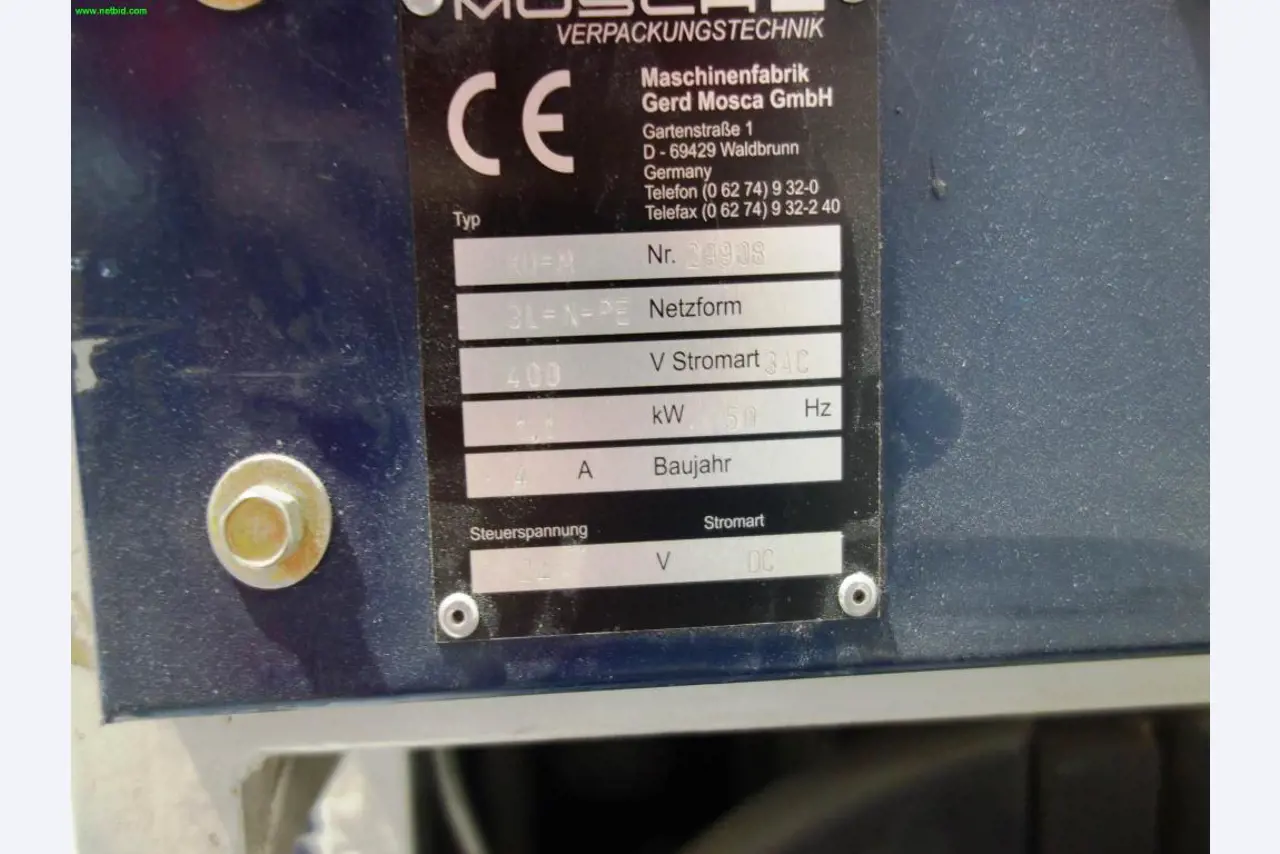 www.netbid.com
MOSCA
VERPACKUNGSTECHNIK
CE
Maschinenfabrik
Gerd Mosca GmbH
Gartenstraße 1
D - 69429 Waldbrunn
Germany
Telefon (0 62 74) 9 32-0
Telefax (0 62 74) 9 32-2 40
Typ
Nr.
3L=N=PE Netzform
400 V Stromart 3AC
kW 50 Hz
4 A Baujahr
Steuerspannung Stromart
V DC